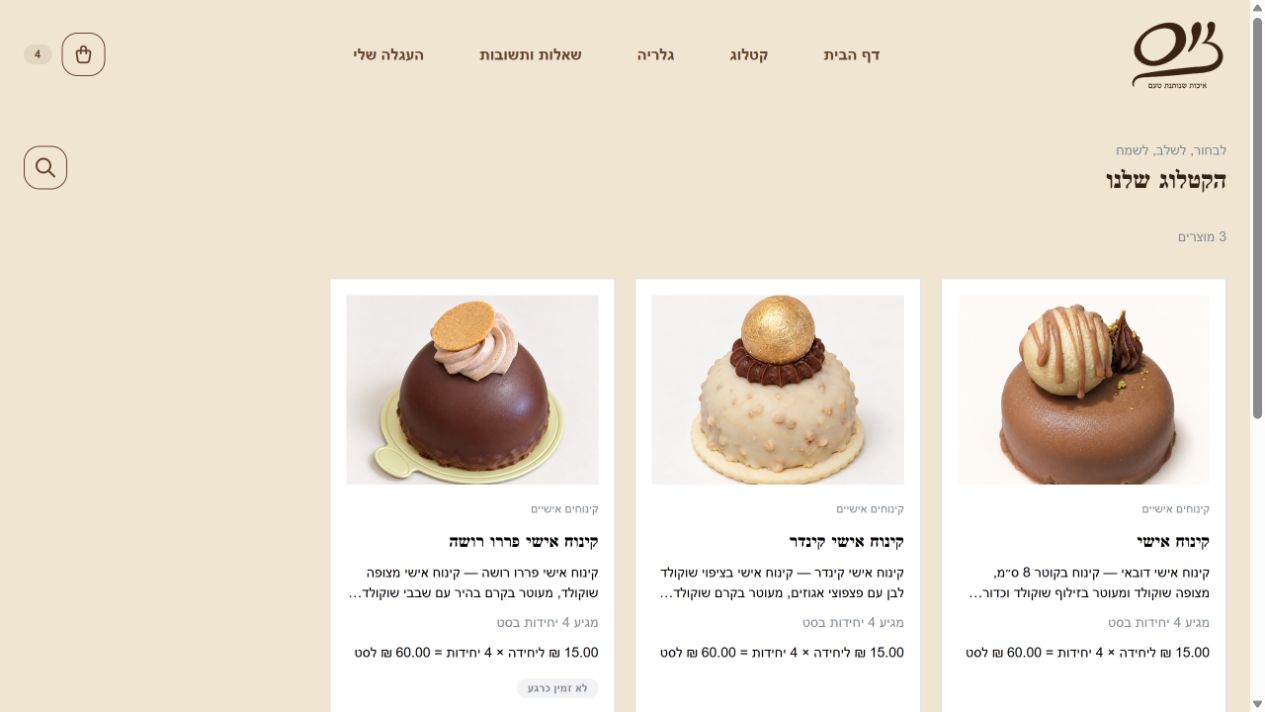 איכות שנותנת טעם
דף הבית
קטלוג
גלריה
שאלות ותשובות
העגלה שלי
4
לבחור, לשלב, לשמח
הקטלוג שלנו
3 מוצרים
קינוחים אישיים
קינוח אישי
קינוח אישי דובאי — קינוח בקוטר 8 ס״מ,
מצופה שוקולד ומעוטר בזילוף שוקולד וכדור...
מגיע 4 יחידות בסט
15.00 ₪ ליחידה × 4 יחידות = 60.00 ₪ לסט
קינוחים אישיים
קינוח אישי קינדר
קינוח אישי קינדר — קינוח אישי בציפוי שוקולד
לבן עם פצפוצי אגוזים, מעוטר בקרם שוקולד...
מגיע 4 יחידות בסט
15.00 ₪ ליחידה × 4 יחידות = 60.00 ₪ לסט
קינוחים אישיים
קינוח אישי פררו רושה
קינוח אישי פררו רושה — קינוח אישי מצופה
שוקולד, מעוטר בקרם בהיר עם שבבי שוקולד...
מגיע 4 יחידות בסט
15.00 ₪ ליחידה × 4 יחידות = 60.00 ₪ לסט
לא זמין כרגע